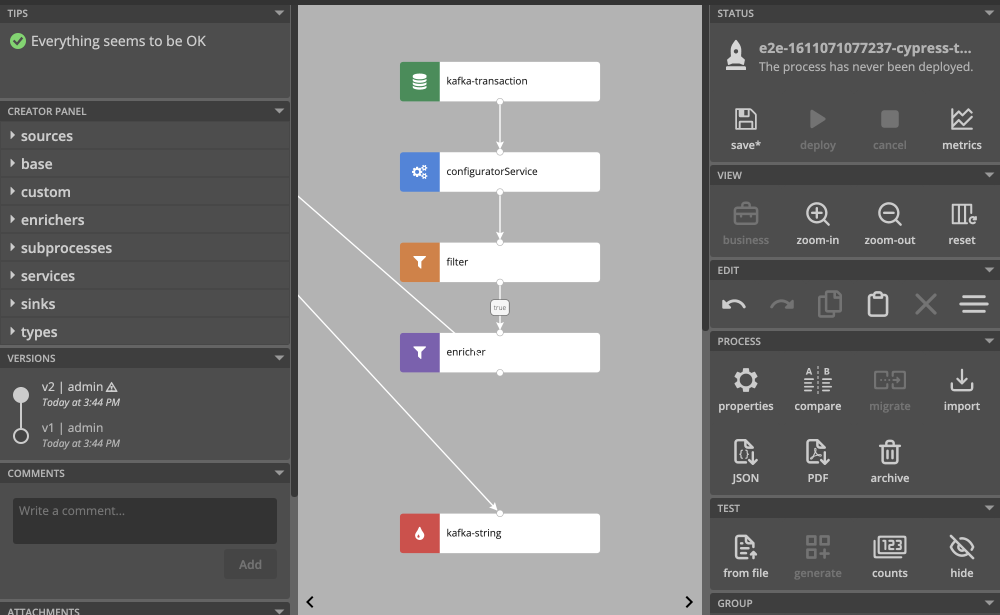 TIPS
Everything seems to be OK
CREATOR PANEL
sources
base
custom
enrichers
subprocesses
services
sinks
types
VERSIONS
v2 | admin
Today at 3:44 PM
v1 | admin
Today at 3:44 PM
COMMENTS
Write a comment...
Add
ATTACHMENTS
kafka-transaction
configuratorService
filter
true
enricher
kafka-string
STATUS
e2e-1611071077237-cypress-t...
The process has never been deployed.
save* deploy cancel metrics
VIEW
business zoom-in zoom-out reset
EDIT
PROCESS
A B
properties compare migrate import
{}
JSON PDF archive
TEST
123
from file generate counts hide
GROUP